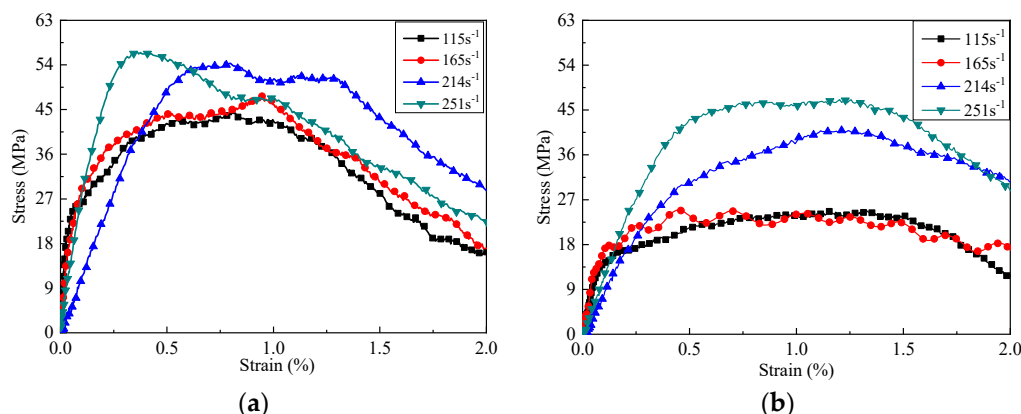 (a)
63
54
45
36
27
18
9
0
Stress (MPa)
115s⁻¹
165s⁻¹
214s⁻¹
251s⁻¹
0.0 0.5 1.0 1.5 2.0
Strain (%)
(a)
(b)
63
54
45
36
27
18
9
0
Stress (MPa)
115s⁻¹
165s⁻¹
214s⁻¹
251s⁻¹
0.0 0.5 1.0 1.5 2.0
Strain (%)
(b)